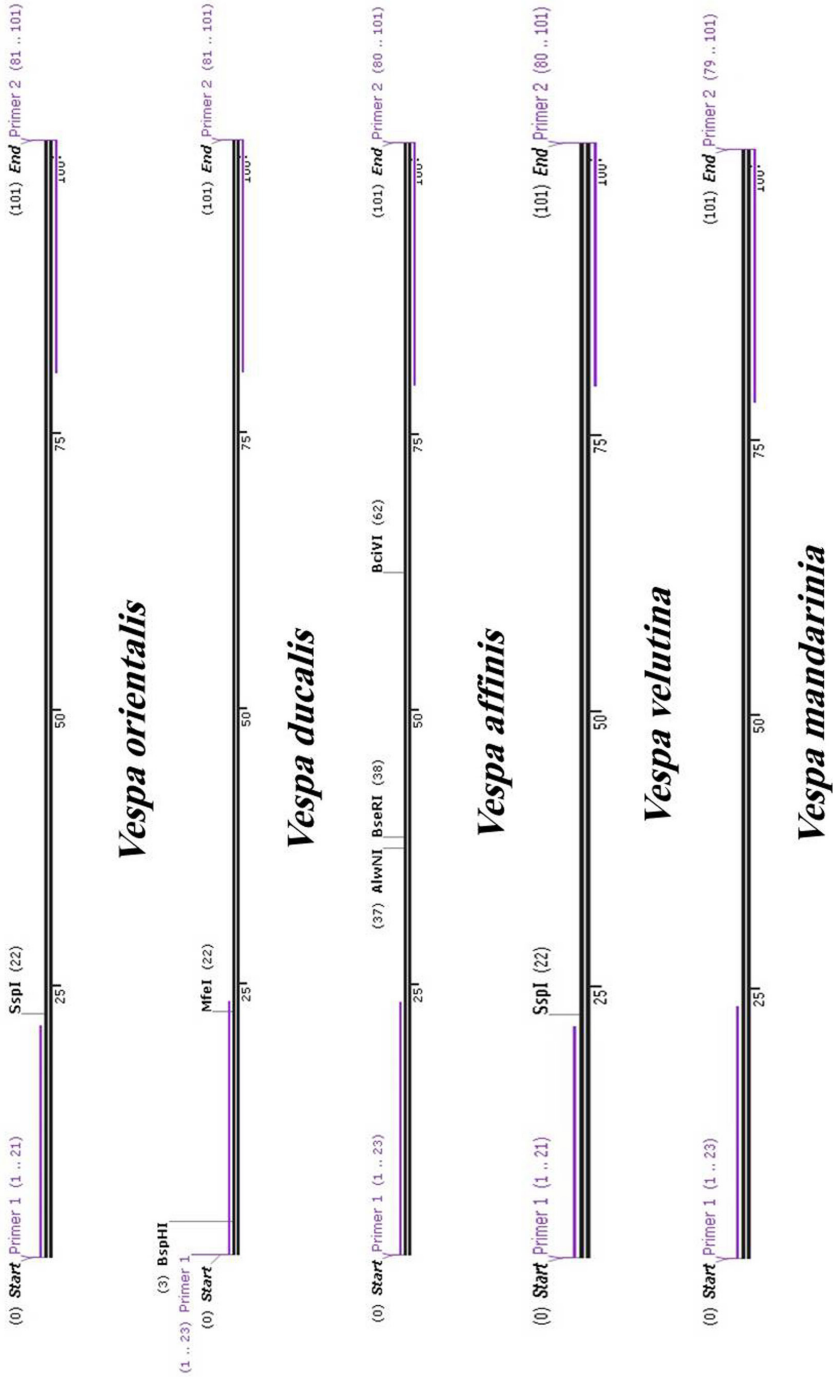 (0) Start Primer 1 (1 .. 21) SspI (22) (101) End Primer 2 (81 .. 101)
25 50 75 100
Vespa orientalis
(3) BspHI
(1 .. 23) Primer 1
(0) Start MfeI (22) (101) End Primer 2 (81 .. 101)
25 50 75 100
Vespa ducalis
(0) Start Primer 1 (1 .. 23) (37) AlwNI BseRI (38) BciVI (62) (101) End Primer 2 (80 .. 101)
25 50 75 100
Vespa affinis
(0) Start Primer 1 (1 .. 21) SspI (22) (101) End Primer 2 (80 .. 101)
25 50 75 100
Vespa velutina
(0) Start Primer 1 (1 .. 23) (101) End Primer 2 (79 .. 101)
25 50 75 100
Vespa mandarinia